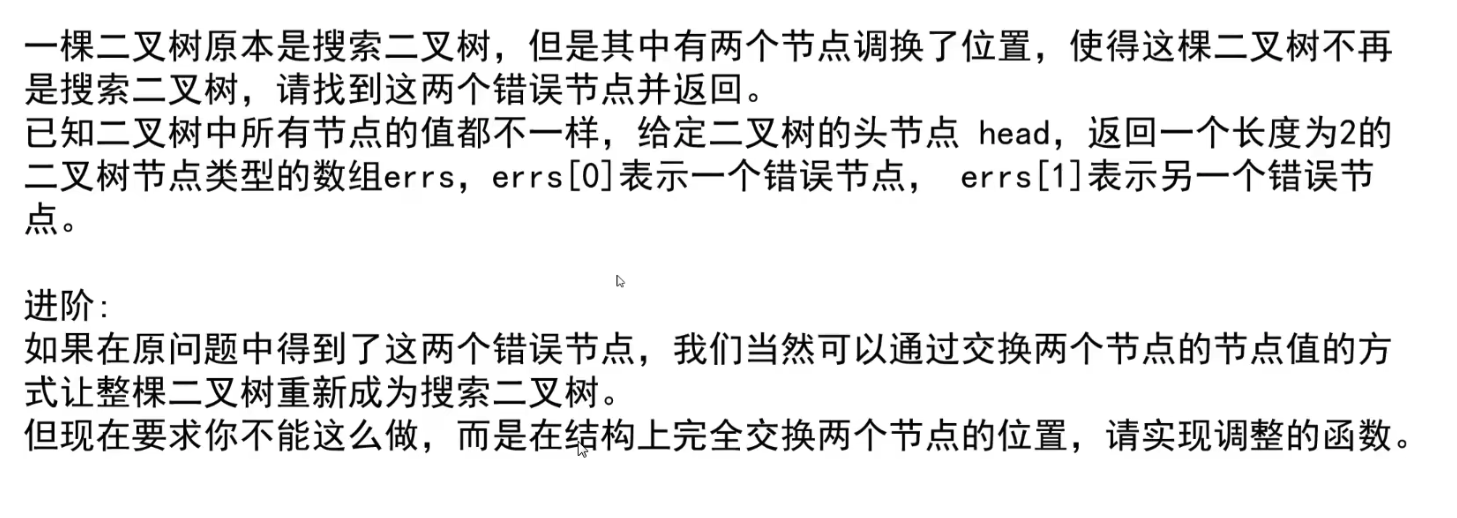 一棵二叉树原本是搜索二叉树，但是其中有两个节点调换了位置，使得这棵二叉树不再
是搜索二叉树，请找到这两个错误节点并返回。
已知二叉树中所有节点的值都不一样，给定二叉树的头节点 head，返回一个长度为2的
二叉树节点类型的数组errs，errs[0]表示一个错误节点， errs[1]表示另一个错误节
点。
进阶:
如果在原问题中得到了这两个错误节点，我们当然可以通过交换两个节点的节点值的方
式让整棵二叉树重新成为搜索二叉树。
但现在要求你不能这么做，而是在结构上完全交换两个节点的位置，请实现调整的函数。